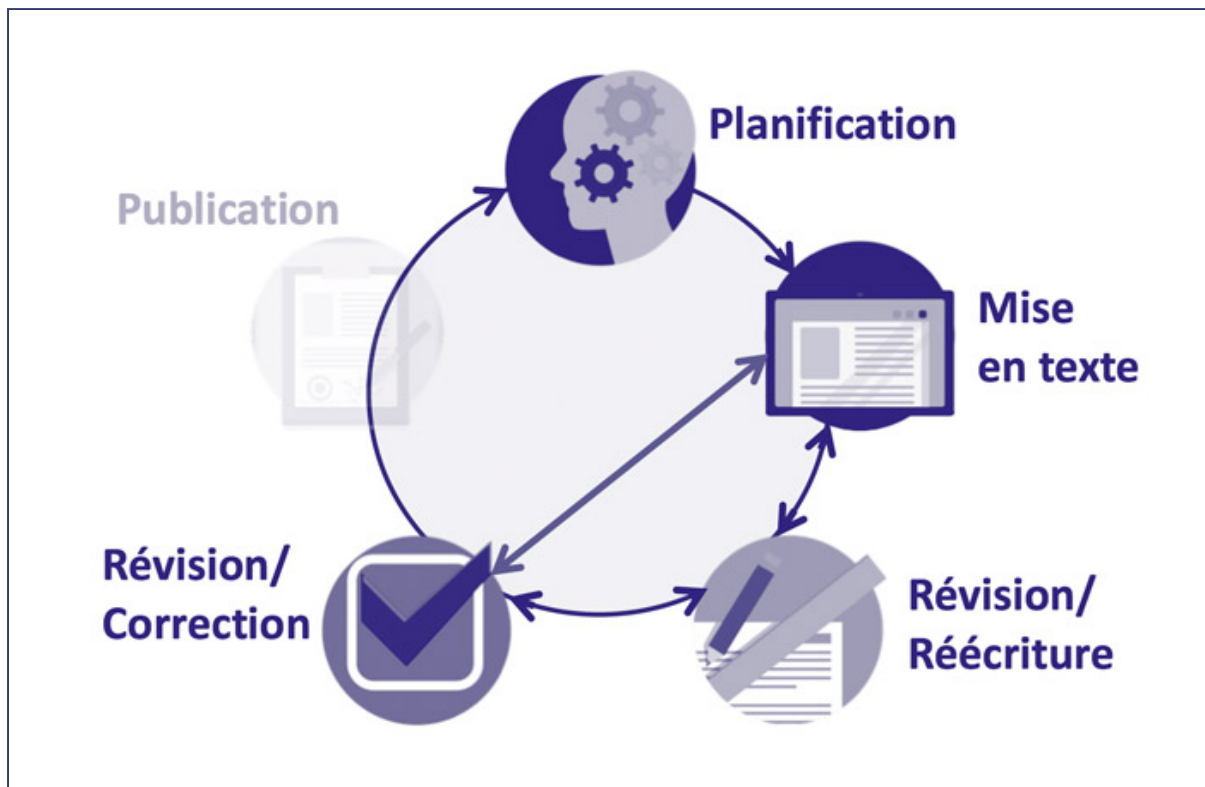 Planification
Publication
Mise
en texte
Révision/
Correction
Révision/
Réécriture